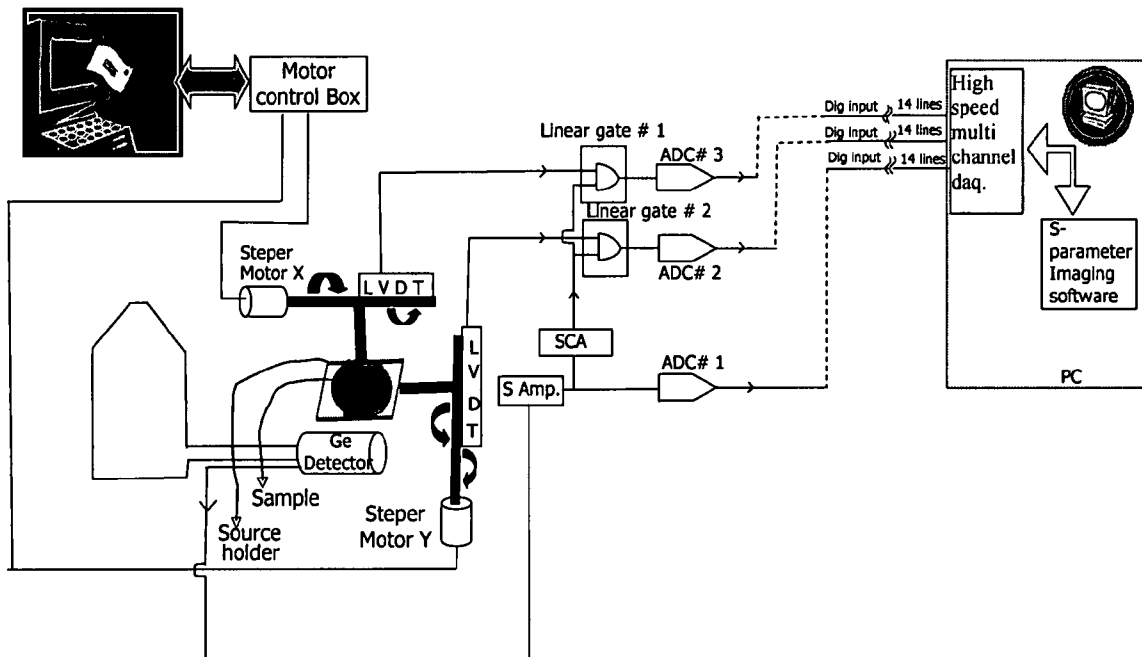 Motor
control Box
Linear gate # 1
ADC# 3
Linear gate # 2
ADC# 2
Dig input 14 lines
Dig input 14 lines
Dig input 14 lines
High
speed
multi
channel
daq.
S-
parameter
Imaging
software
PC
Steper
Motor X
L V D T
L
V
D
T
SCA
S Amp.
ADC# 1
Ge
Detector
Sample
Source
holder
Steper
Motor Y